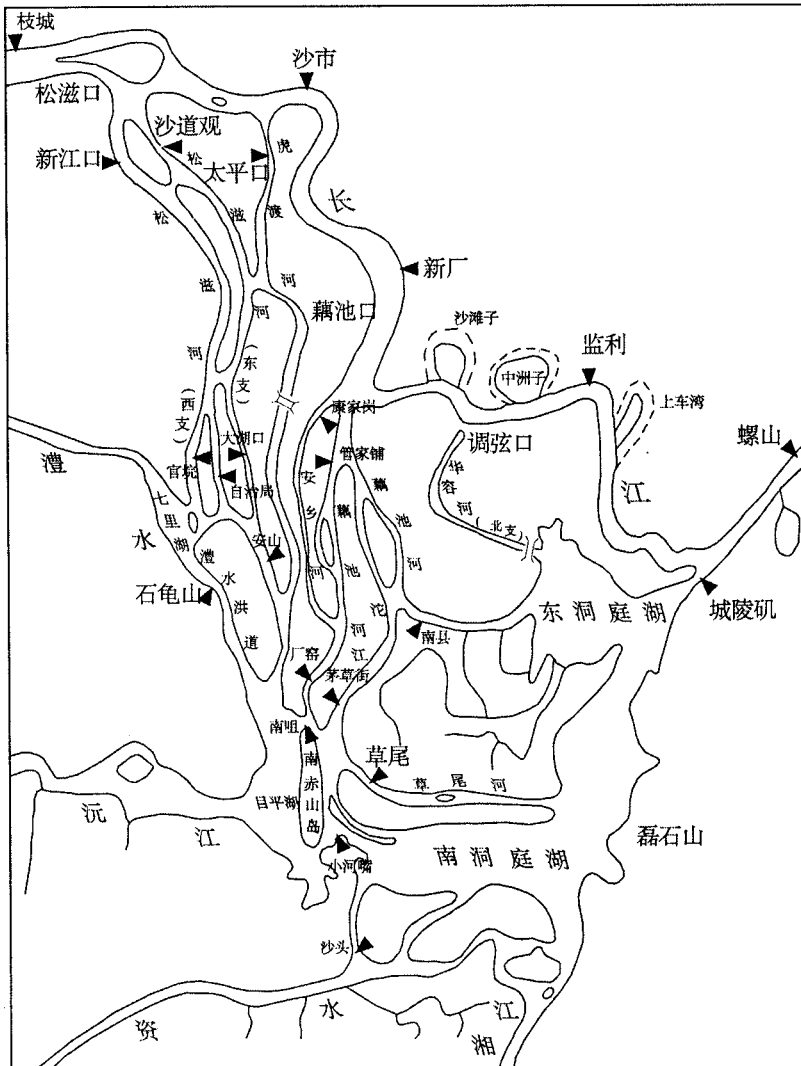 枝城
沙市
松滋口
沙道观
新江口
太平口
松滋河(东支)
松滋河(西支)
虎渡河
长江
新厂
藕池口
沙滩子
中洲子
监利
上车湾
螺山
康家岗
调弦口
管家铺
华容河(北支)
大湖口
官垸
自治局
澧水
七里湖
安乡河
藕池河
藕池河
安山
石龟山
澧水洪道
沱江
城陵矶
东洞庭湖
南县
厂窑
茅草街
南咀
草尾
草尾河
目平湖
南赤山岛
沅江
磊石山
南洞庭湖
小河嘴
沙头
资水
湘江